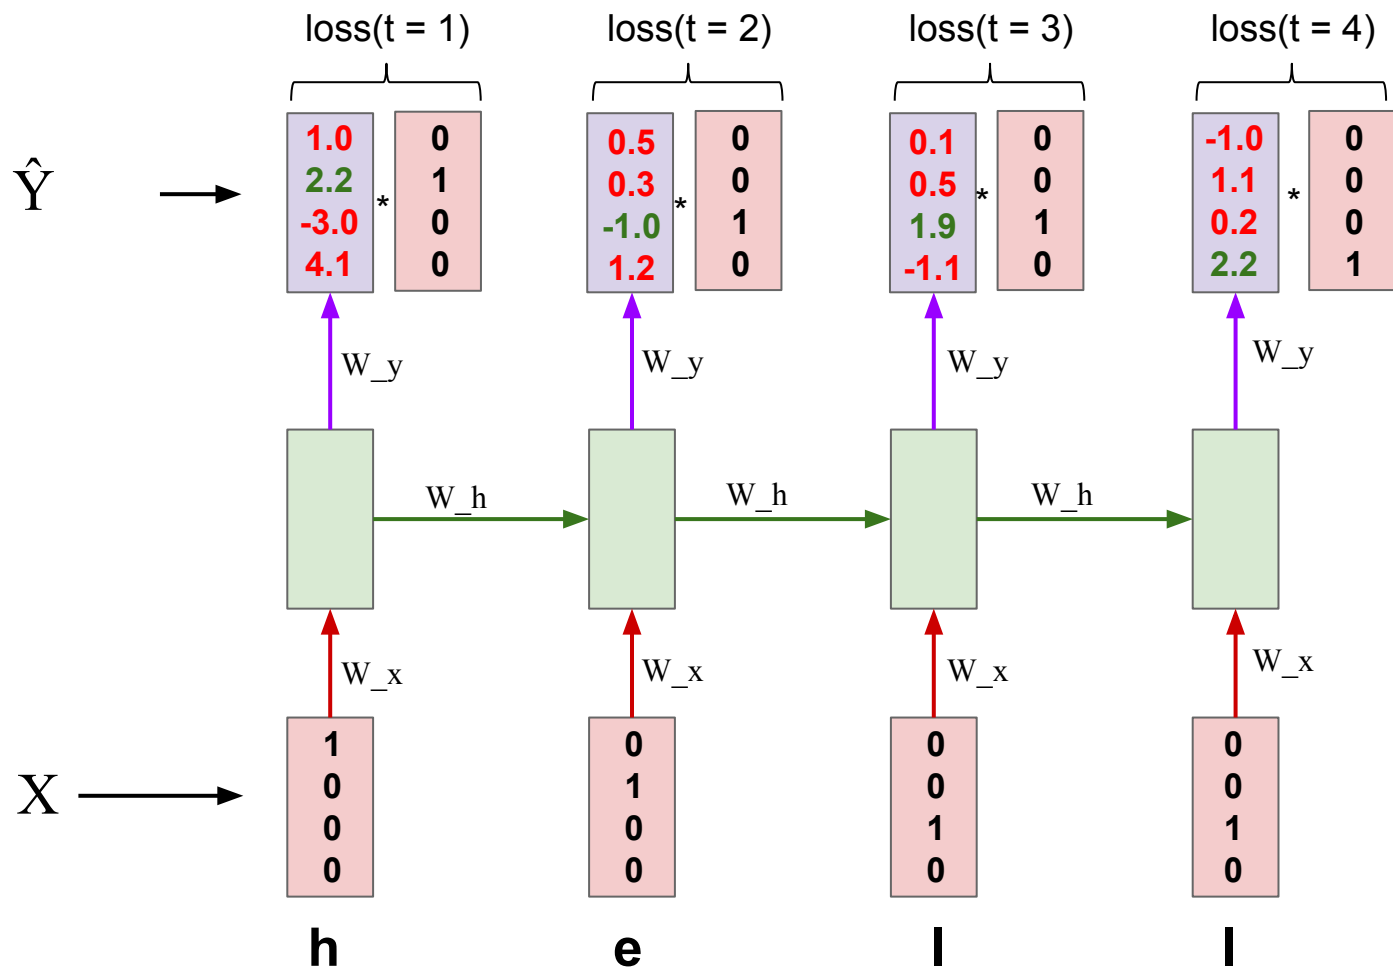 loss(t = 1) loss(t = 2) loss(t = 3) loss(t = 4)
1.0 0 0.5 0 0.1 0 -1.0 0
Ŷ 2.2 * 1 0.3 * 0 0.5 * 0 1.1 * 0
-3.0 0 -1.0 1 1.9 1 0.2 0
4.1 0 1.2 0 -1.1 0 2.2 1
W_y W_y W_y W_y
W_h W_h W_h
W_x W_x W_x W_x
1 0 0 0
X 0 1 0 0
0 0 1 1
0 0 0 0
h e l l